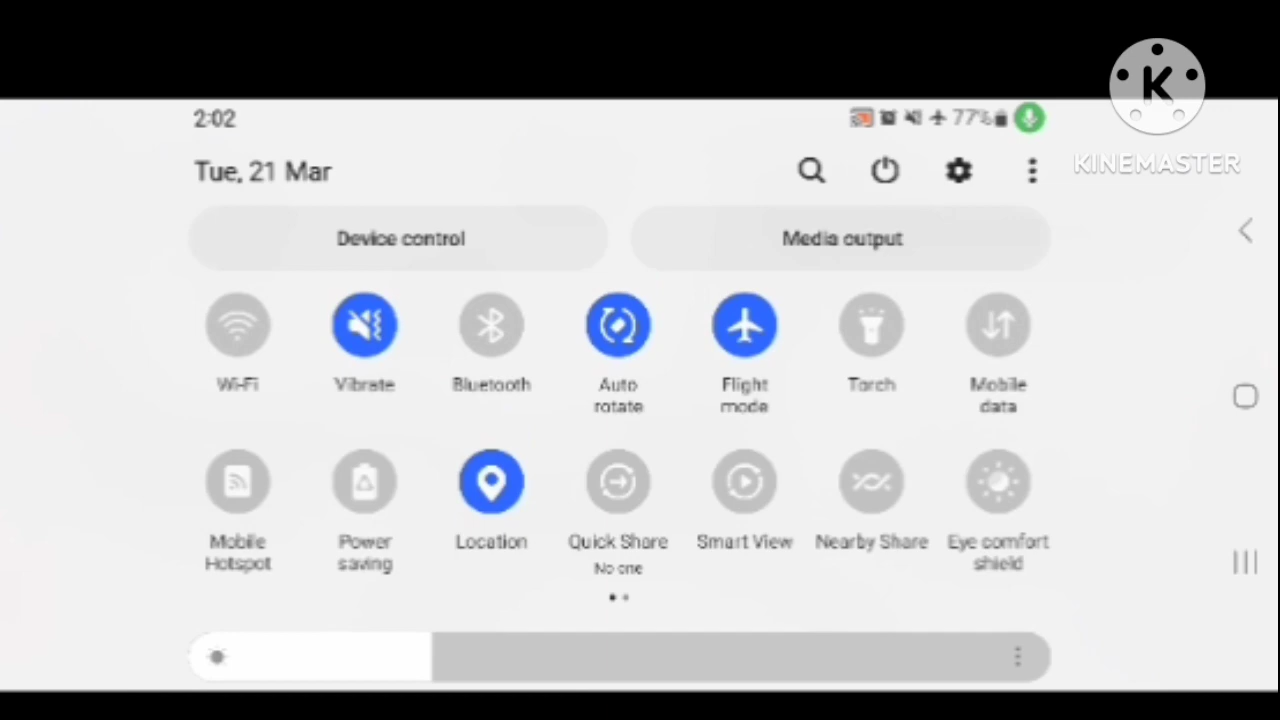 K
KINEMASTER
2:02
77%
Tue, 21 Mar
Device control
Media output
Wi-Fi
Vibrate
Bluetooth
Auto
rotate
Flight
mode
Torch
Mobile
data
Mobile
Hotspot
Power
saving
Location
Quick Share
No one
Smart View
Nearby Share
Eye comfort
shield